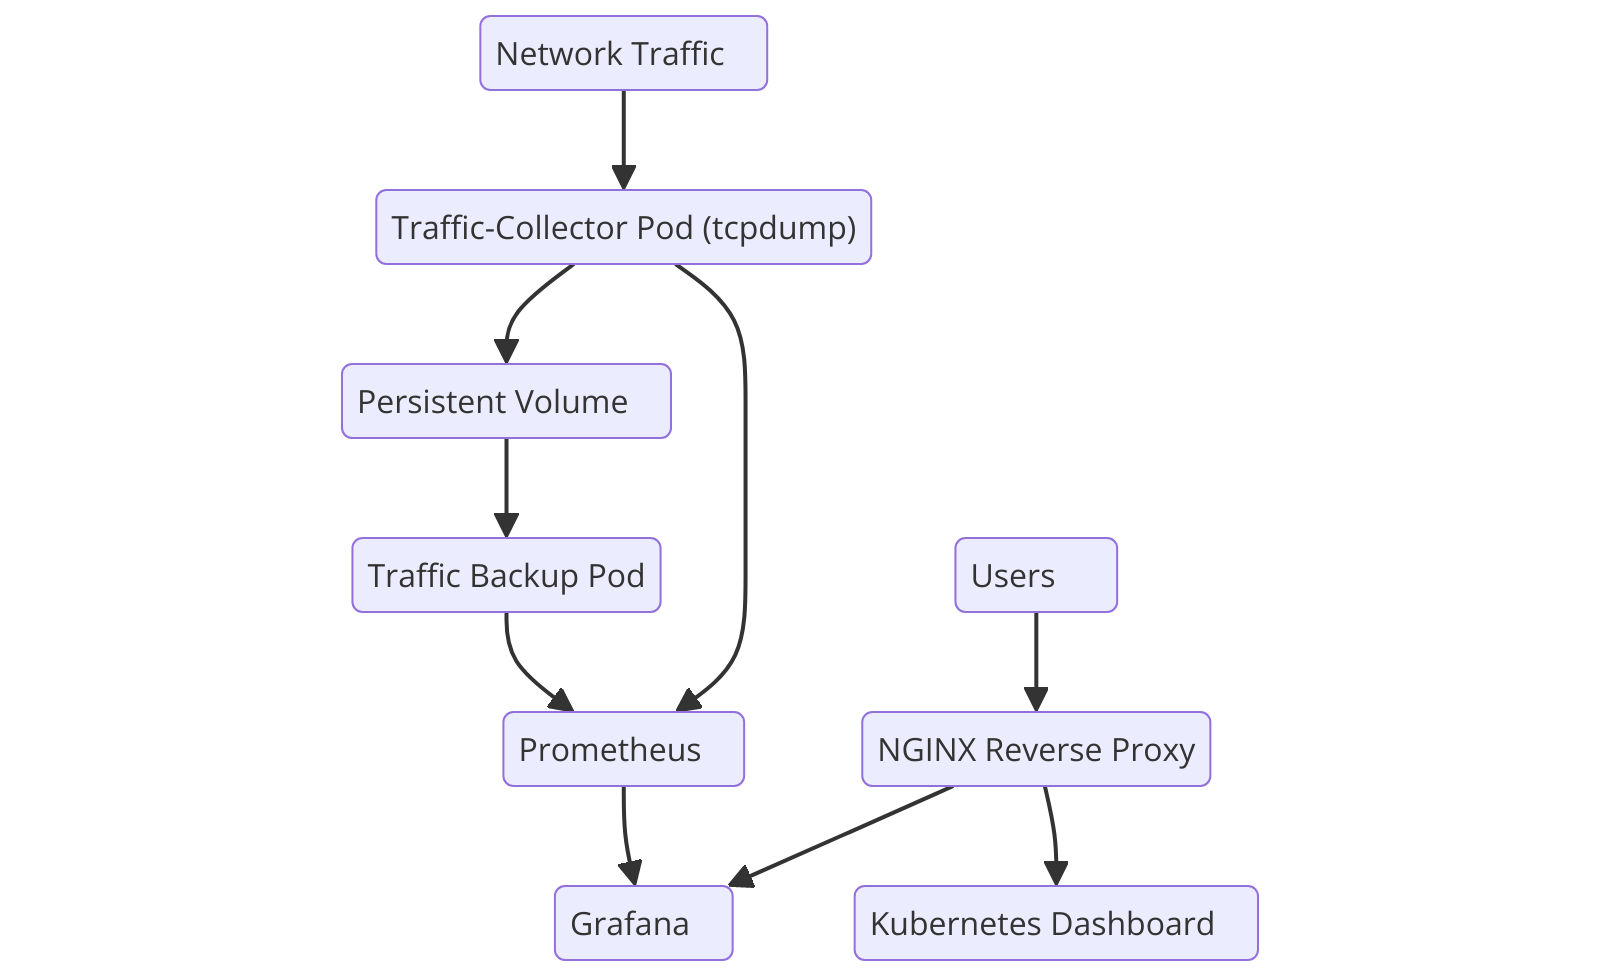 Network Traffic
Traffic-Collector Pod (tcpdump)
Persistent Volume
Traffic Backup Pod
Users
Prometheus
NGINX Reverse Proxy
Grafana
Kubernetes Dashboard